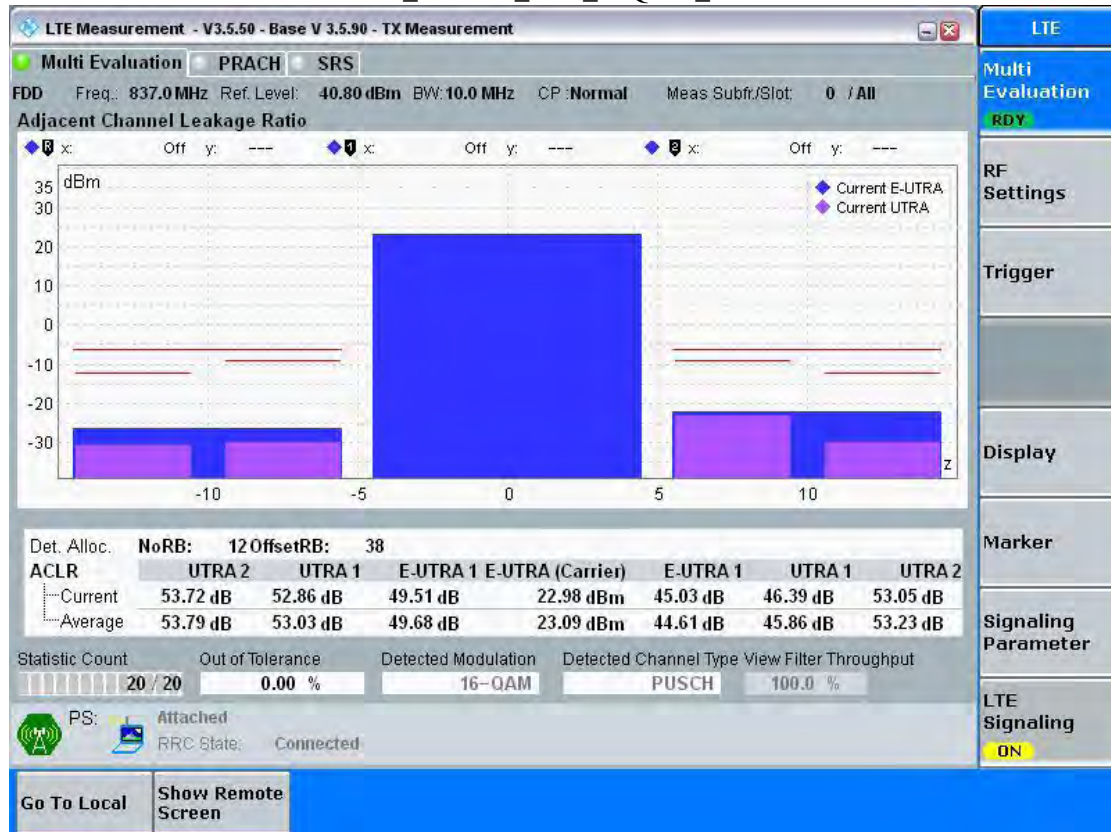 LTE Measurement - V3.5.50 - Base V 3.5.90 - TX Measurement
LTE
Multi Evaluation PRACH SRS
FDD Freq.: 837.0 MHz Ref. Level: 40.80 dBm BW: 10.0 MHz CP :Normal Meas Subfr./Slot: 0 / All
Adjacent Channel Leakage Ratio
R x: Off y: --- 1 x: Off y: --- 2 x: Off y: ---
dBm
Current E-UTRA
Current UTRA
35
30
20
10
0
-10
-20
-30
z
-10 -5 0 5 10
Det. Alloc. NoRB: 12 OffsetRB: 38
ACLR UTRA 2 UTRA 1 E-UTRA 1 E-UTRA (Carrier) E-UTRA 1 UTRA 1 UTRA 2
Current 53.72 dB 52.86 dB 49.51 dB 22.98 dBm 45.03 dB 46.39 dB 53.05 dB
Average 53.79 dB 53.03 dB 49.68 dB 23.09 dBm 44.61 dB 45.86 dB 53.23 dB
Statistic Count Out of Tolerance Detected Modulation Detected Channel Type View Filter Throughput
20 / 20 0.00 % 16-QAM PUSCH 100.0 %
PS: Attached
RRC State: Connected
Multi
Evaluation
RDY
RF
Settings
Trigger
Display
Marker
Signaling
Parameter
LTE
Signaling
ON
Go To Local
Show Remote
Screen